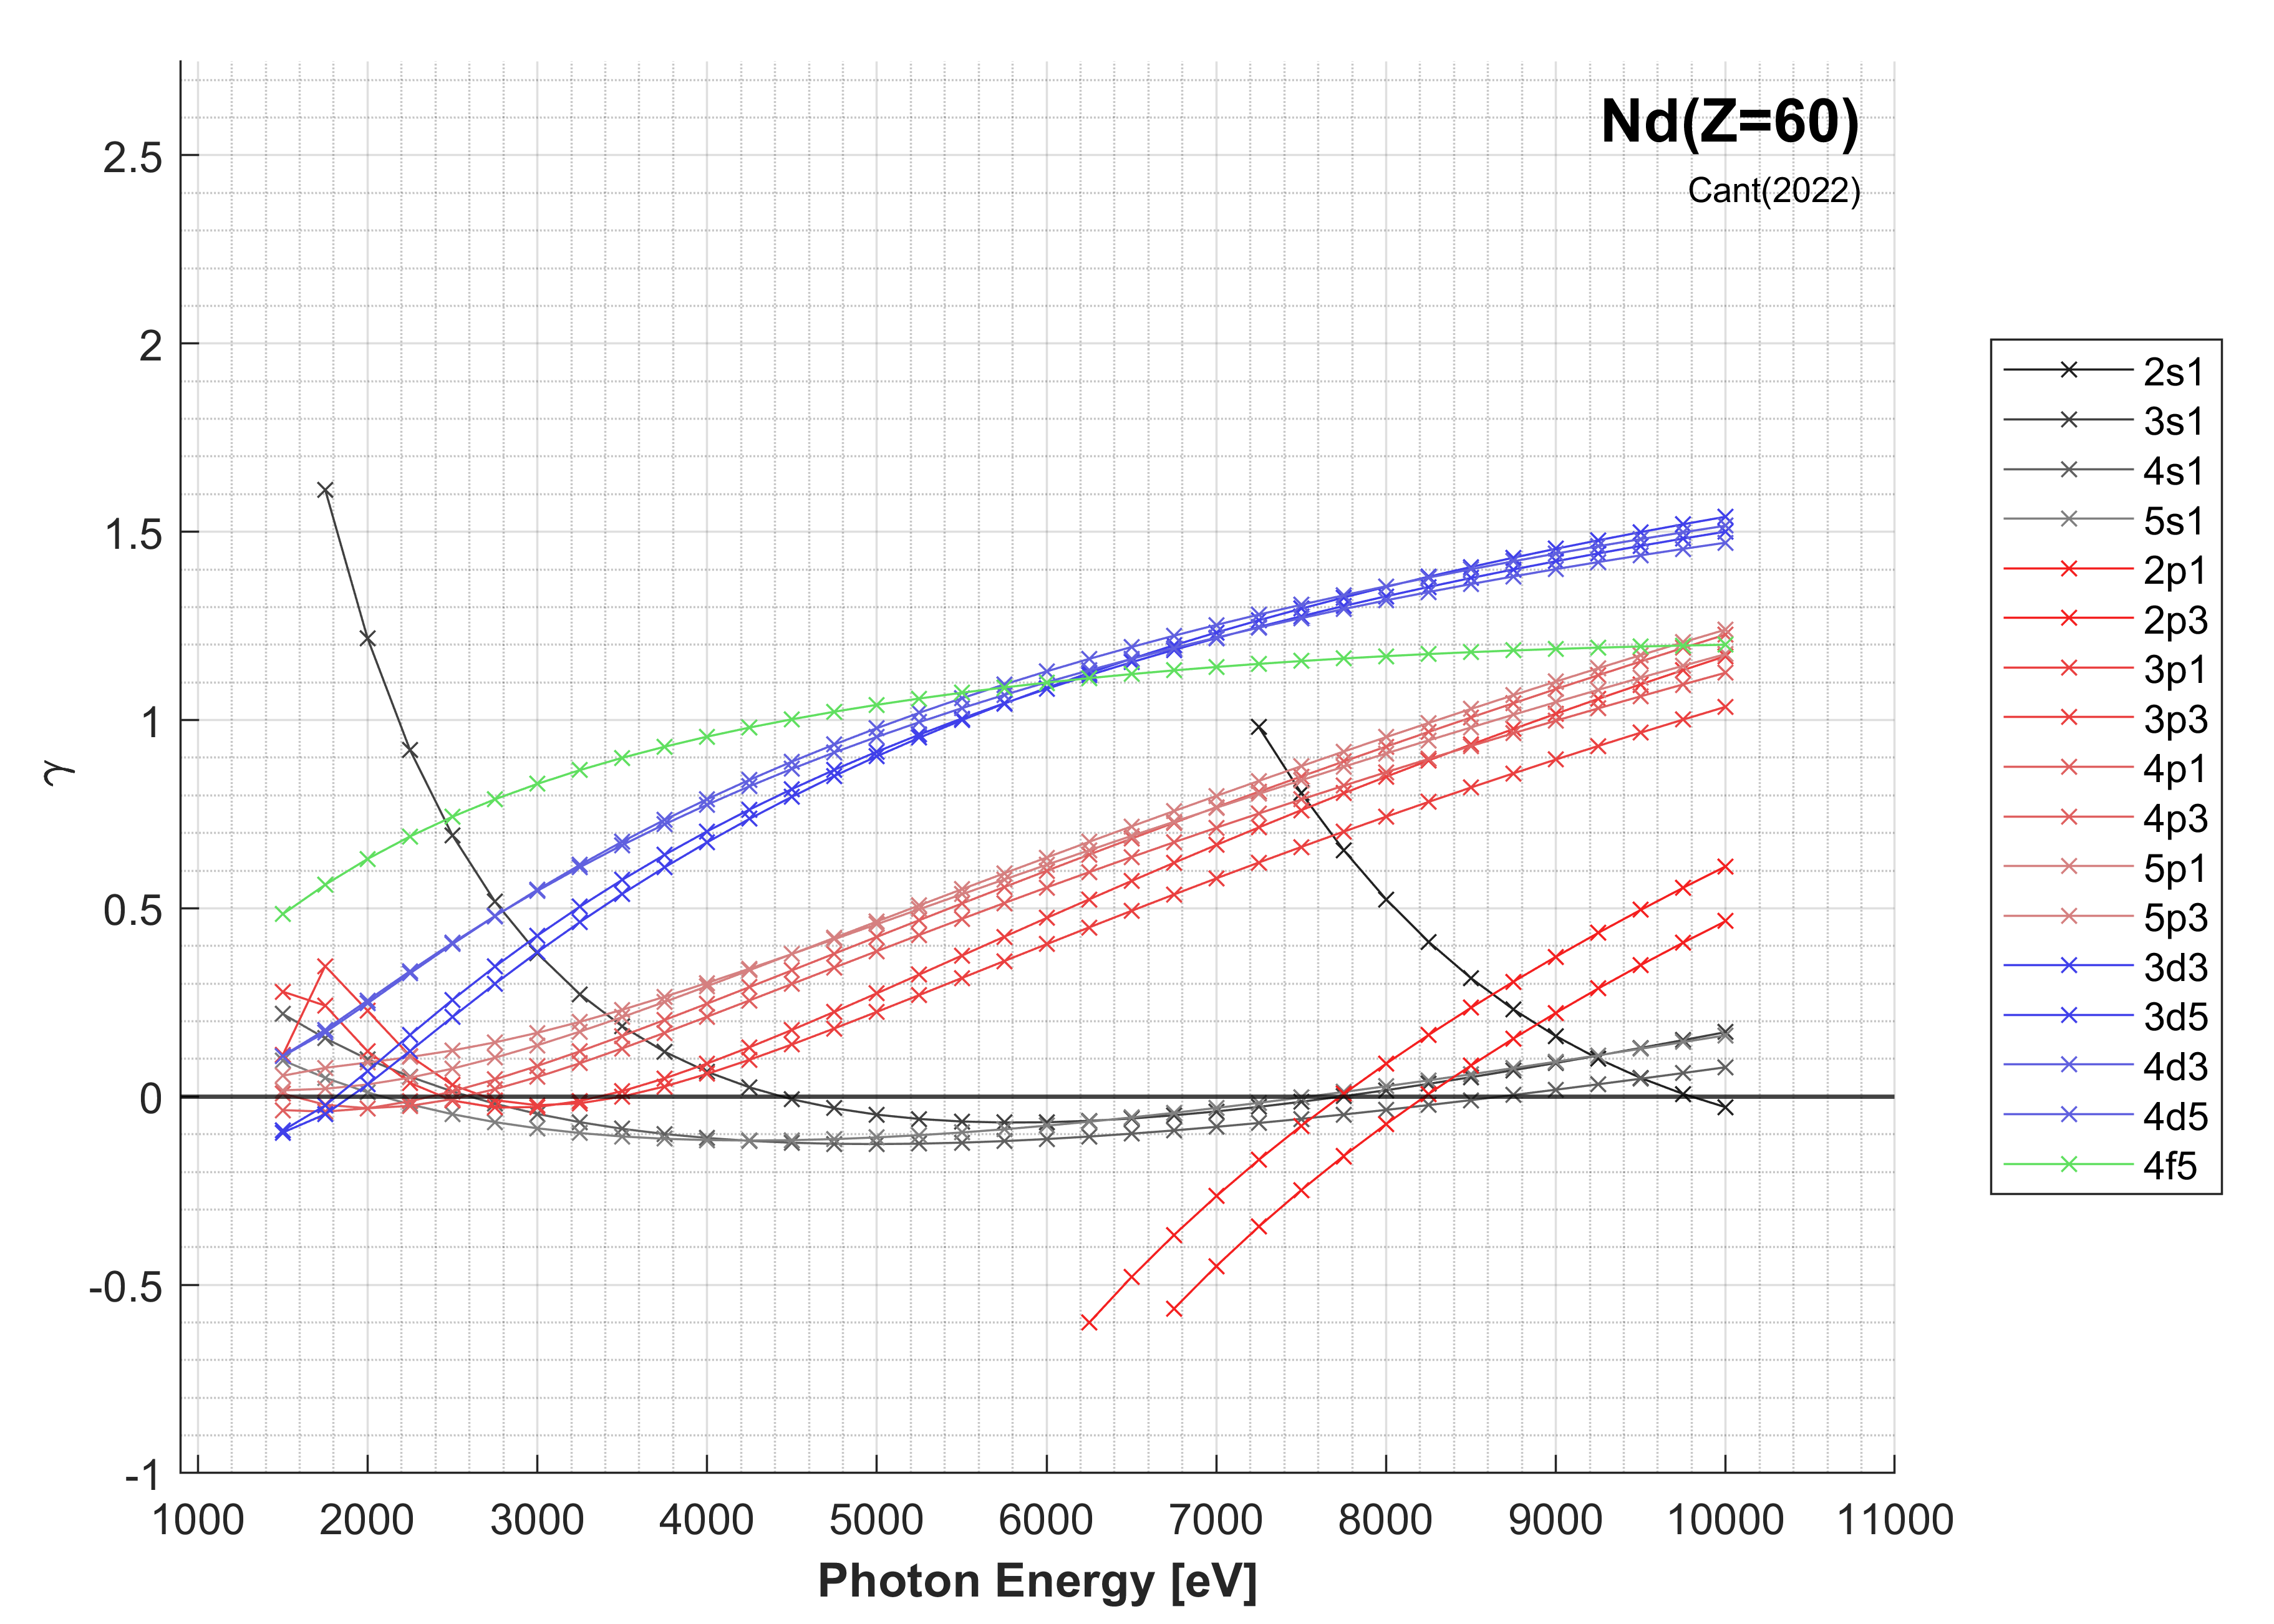 Nd(Z=60)
Cant(2022)
2.5
2
1.5
1
0.5
0
-0.5
-1
γ
1000 2000 3000 4000 5000 6000 7000 8000 9000 10000 11000
Photon Energy [eV]
2s1
3s1
4s1
5s1
2p1
2p3
3p1
3p3
4p1
4p3
5p1
5p3
3d3
3d5
4d3
4d5
4f5